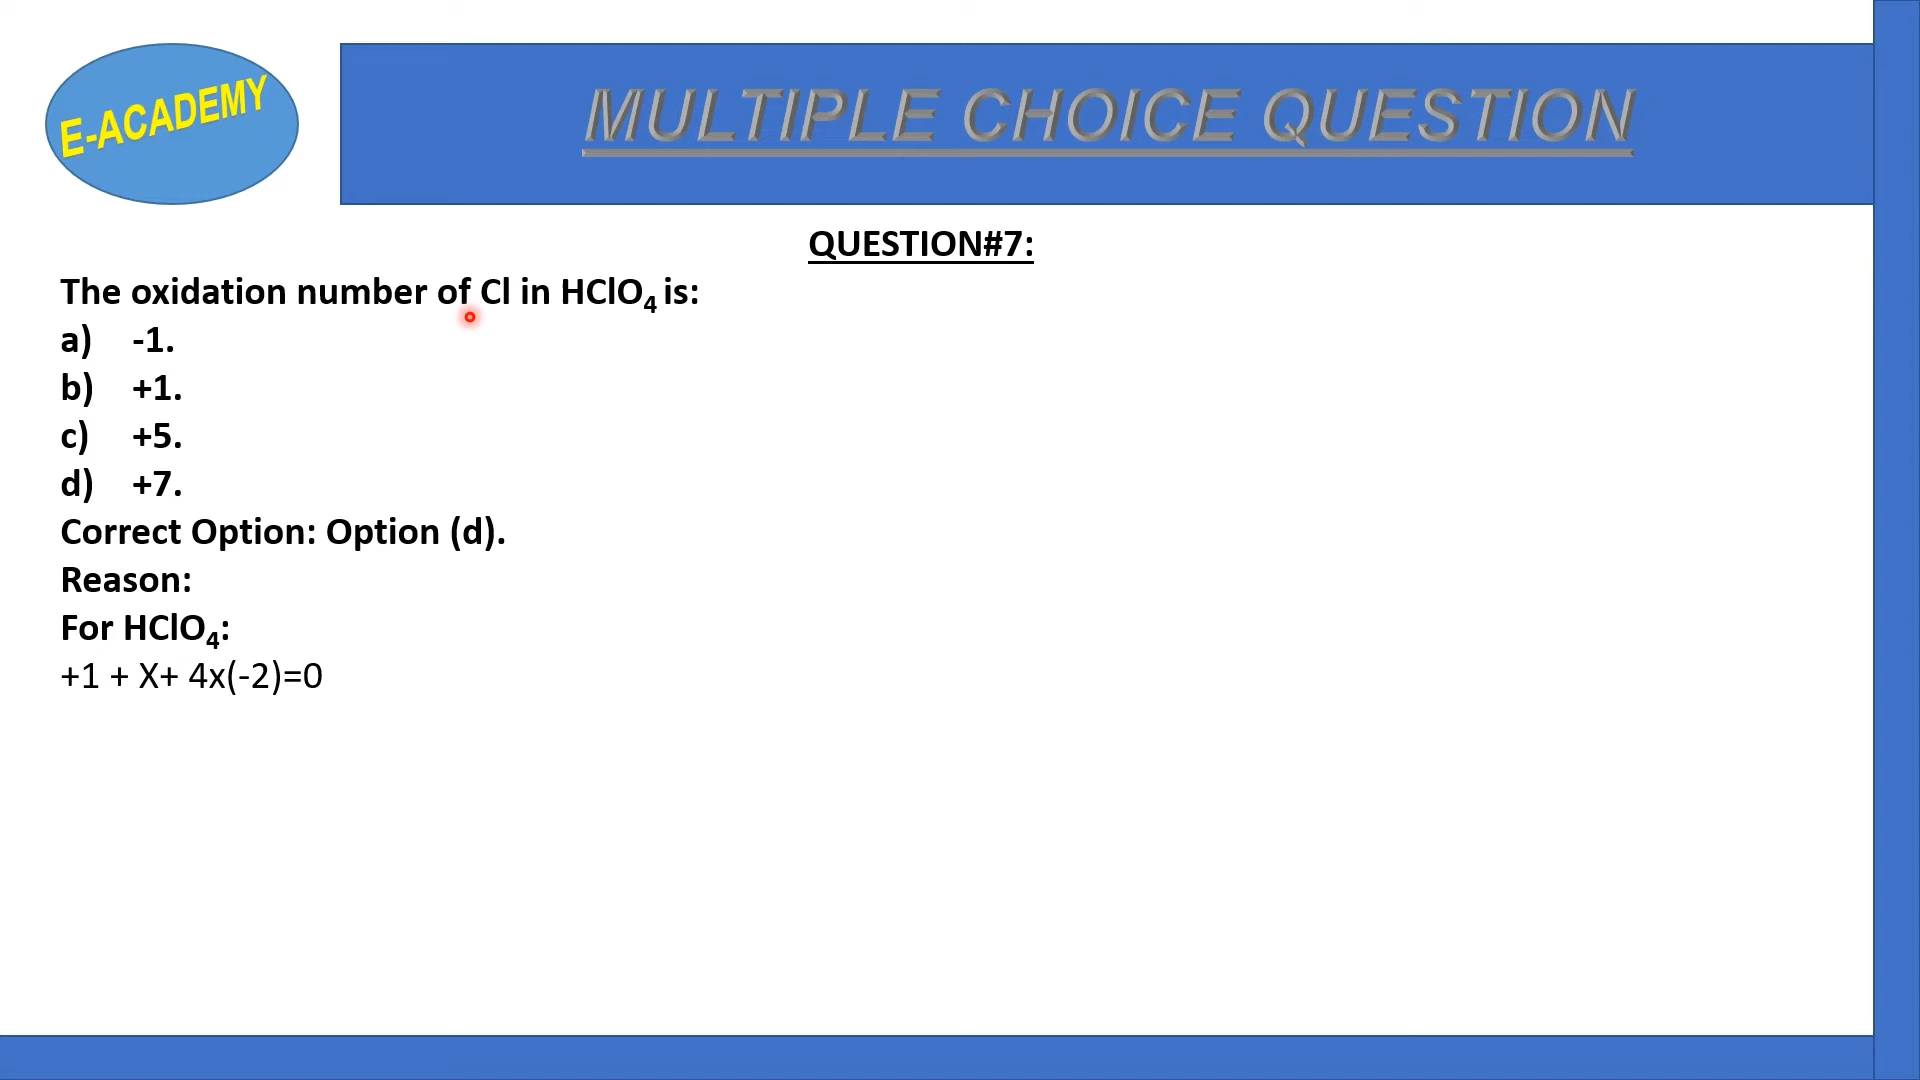 E-ACADEMY
MULTIPLE CHOICE QUESTION
QUESTION#7:
The oxidation number of Cl in HClO₄ is:
a) -1.
b) +1.
c) +5.
d) +7.
Correct Option: Option (d).
Reason:
For HClO₄:
+1 + X+ 4x(-2)=0